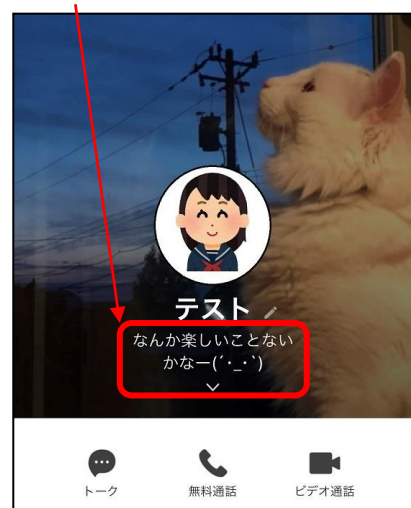 テスト
なんか楽しいことない
かなー(´･_･`)
トーク
無料通話
ビデオ通話